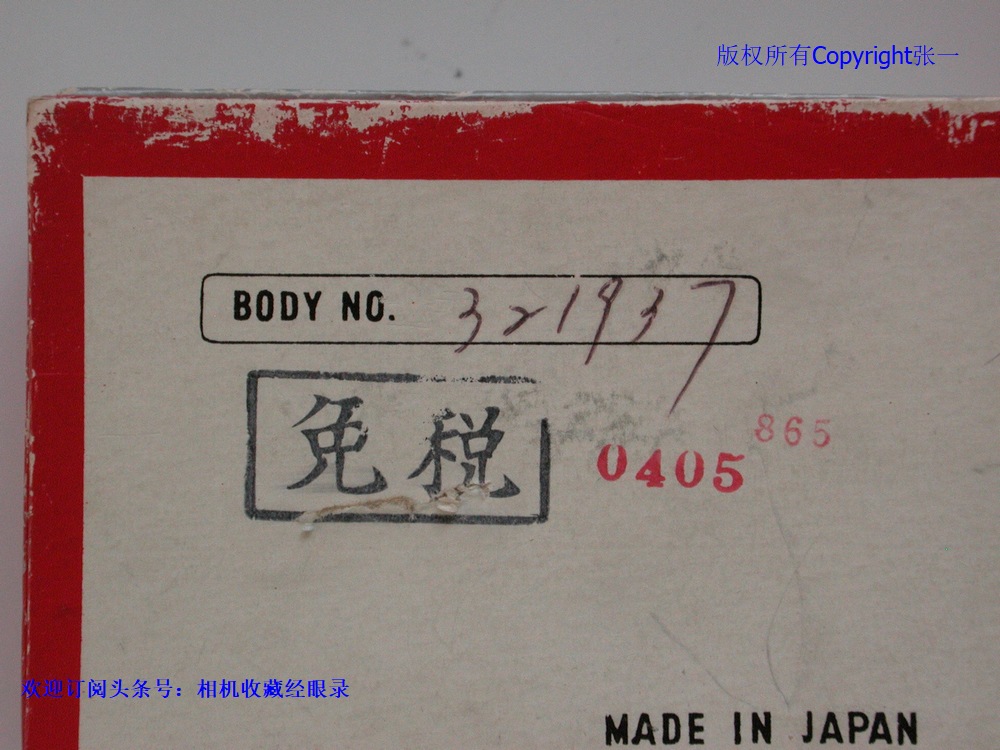 版权所有Copyright张一
BODY NO. 321937
免税
865
0405
欢迎订阅头条号：相机收藏经眼录
MADE IN JAPAN